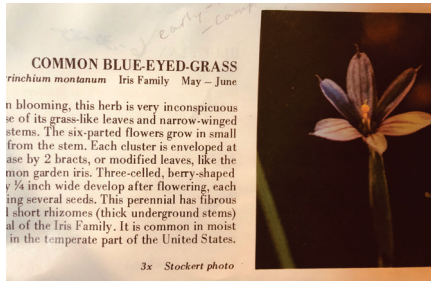 early-
camp
COMMON BLUE-EYED-GRASS
rinchium montanum Iris Family May – June
n blooming, this herb is very inconspicuous
se of its grass-like leaves and narrow-winged
stems. The six-parted flowers grow in small
from the stem. Each cluster is enveloped at
ase by 2 bracts, or modified leaves, like the
mon garden iris. Three-celled, berry-shaped
y ¼ inch wide develop after flowering, each
ing several seeds. This perennial has fibrous
l short rhizomes (thick underground stems)
al of the Iris Family. It is common in moist
in the temperate part of the United States.
3x Stockert photo